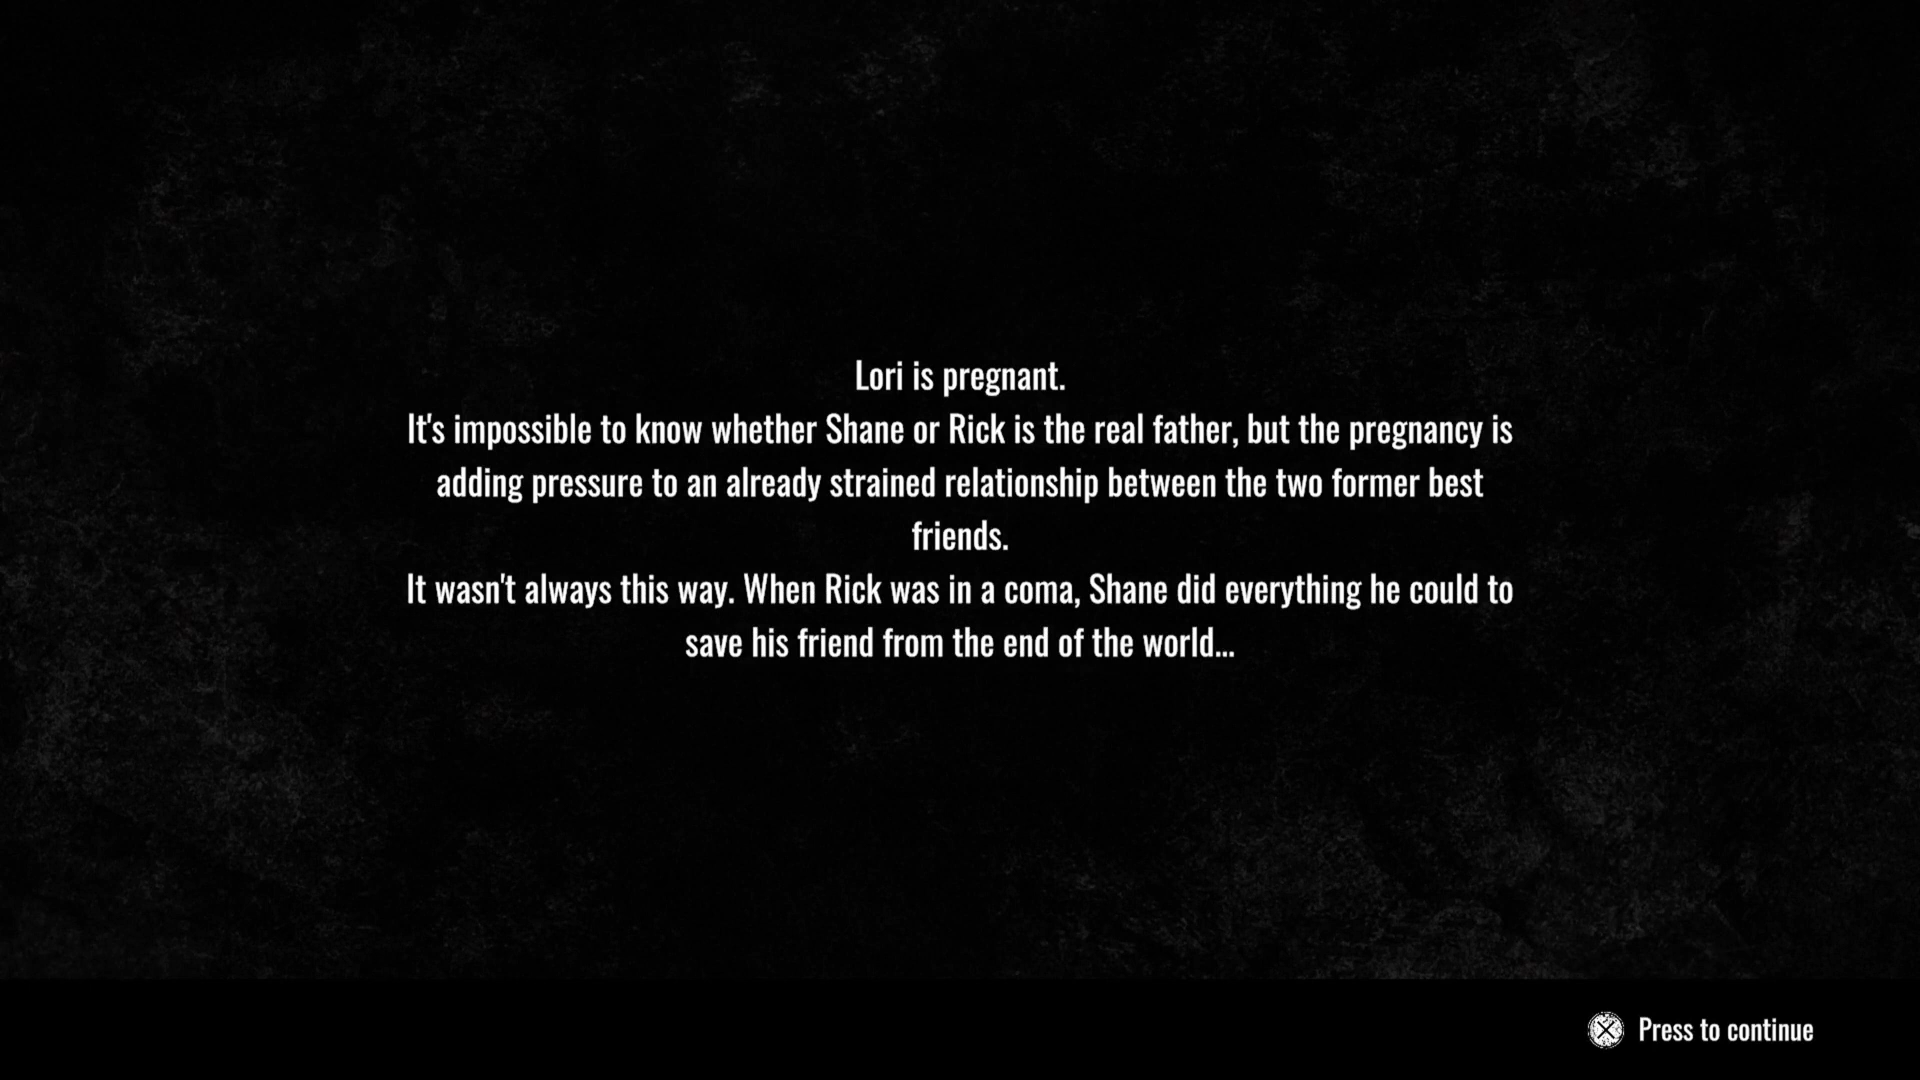 Lori is pregnant.
It's impossible to know whether Shane or Rick is the real father, but the pregnancy is
adding pressure to an already strained relationship between the two former best
friends.
It wasn't always this way. When Rick was in a coma, Shane did everything he could to
save his friend from the end of the world...
Press to continue